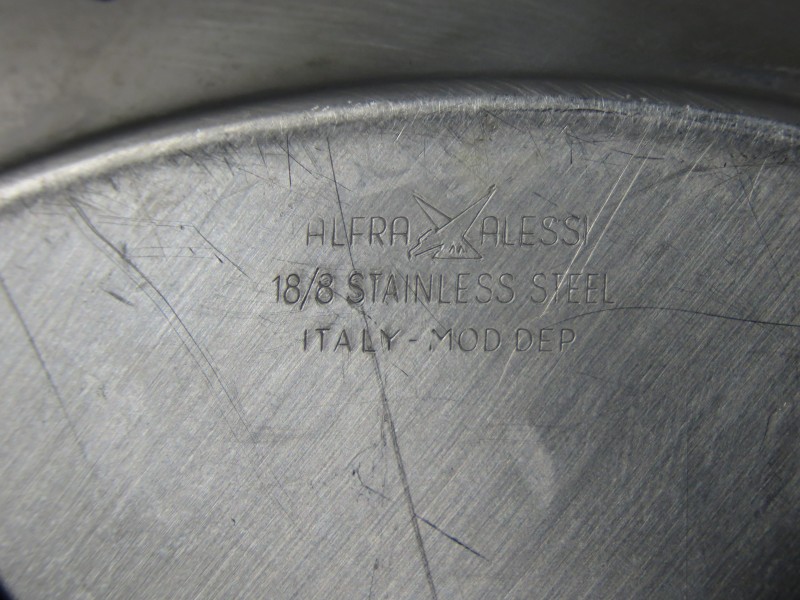 ALFRA ALESSI
18/8 STAINLESS STEEL
ITALY - MOD DEP